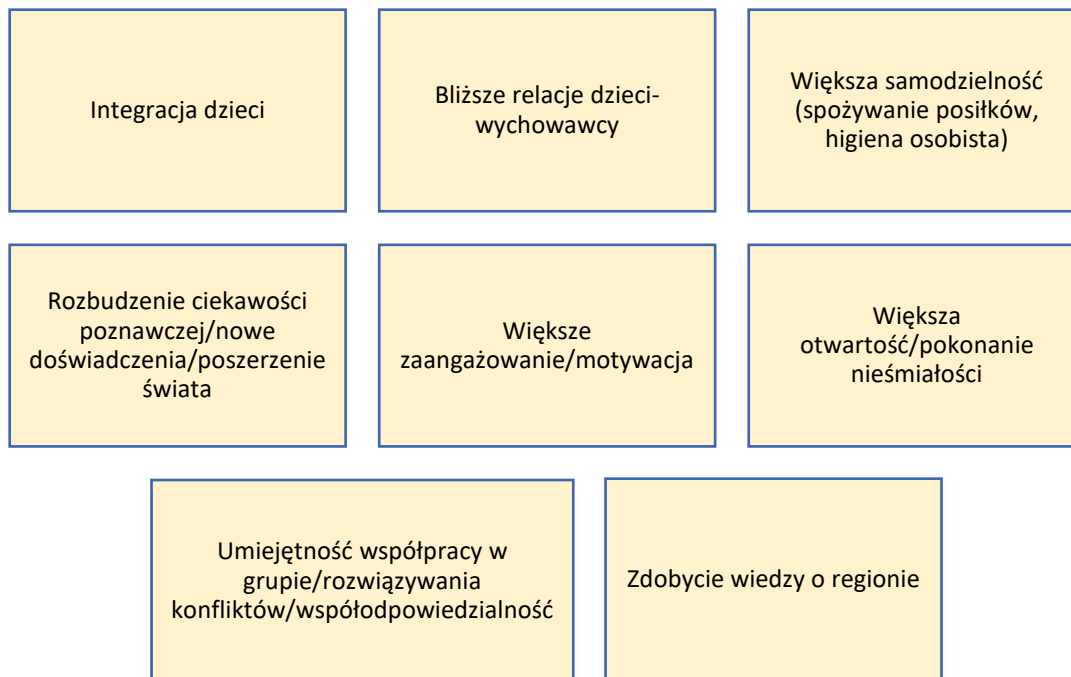 Integracja dzieci
Bliższe relacje dzieci-
wychowawcy
Większa samodzielność
(spożywanie posiłków,
higiena osobista)
Rozbudzenie ciekawości
poznawczej/nowe
doświadczenia/poszerzenie
świata
Większe
zaangażowanie/motywacja
Większa
otwartość/pokonanie
nieśmiałości
Umiejętność współpracy w
grupie/rozwiązywania
konfliktów/współodpowiedzialność
Zdobycie wiedzy o regionie